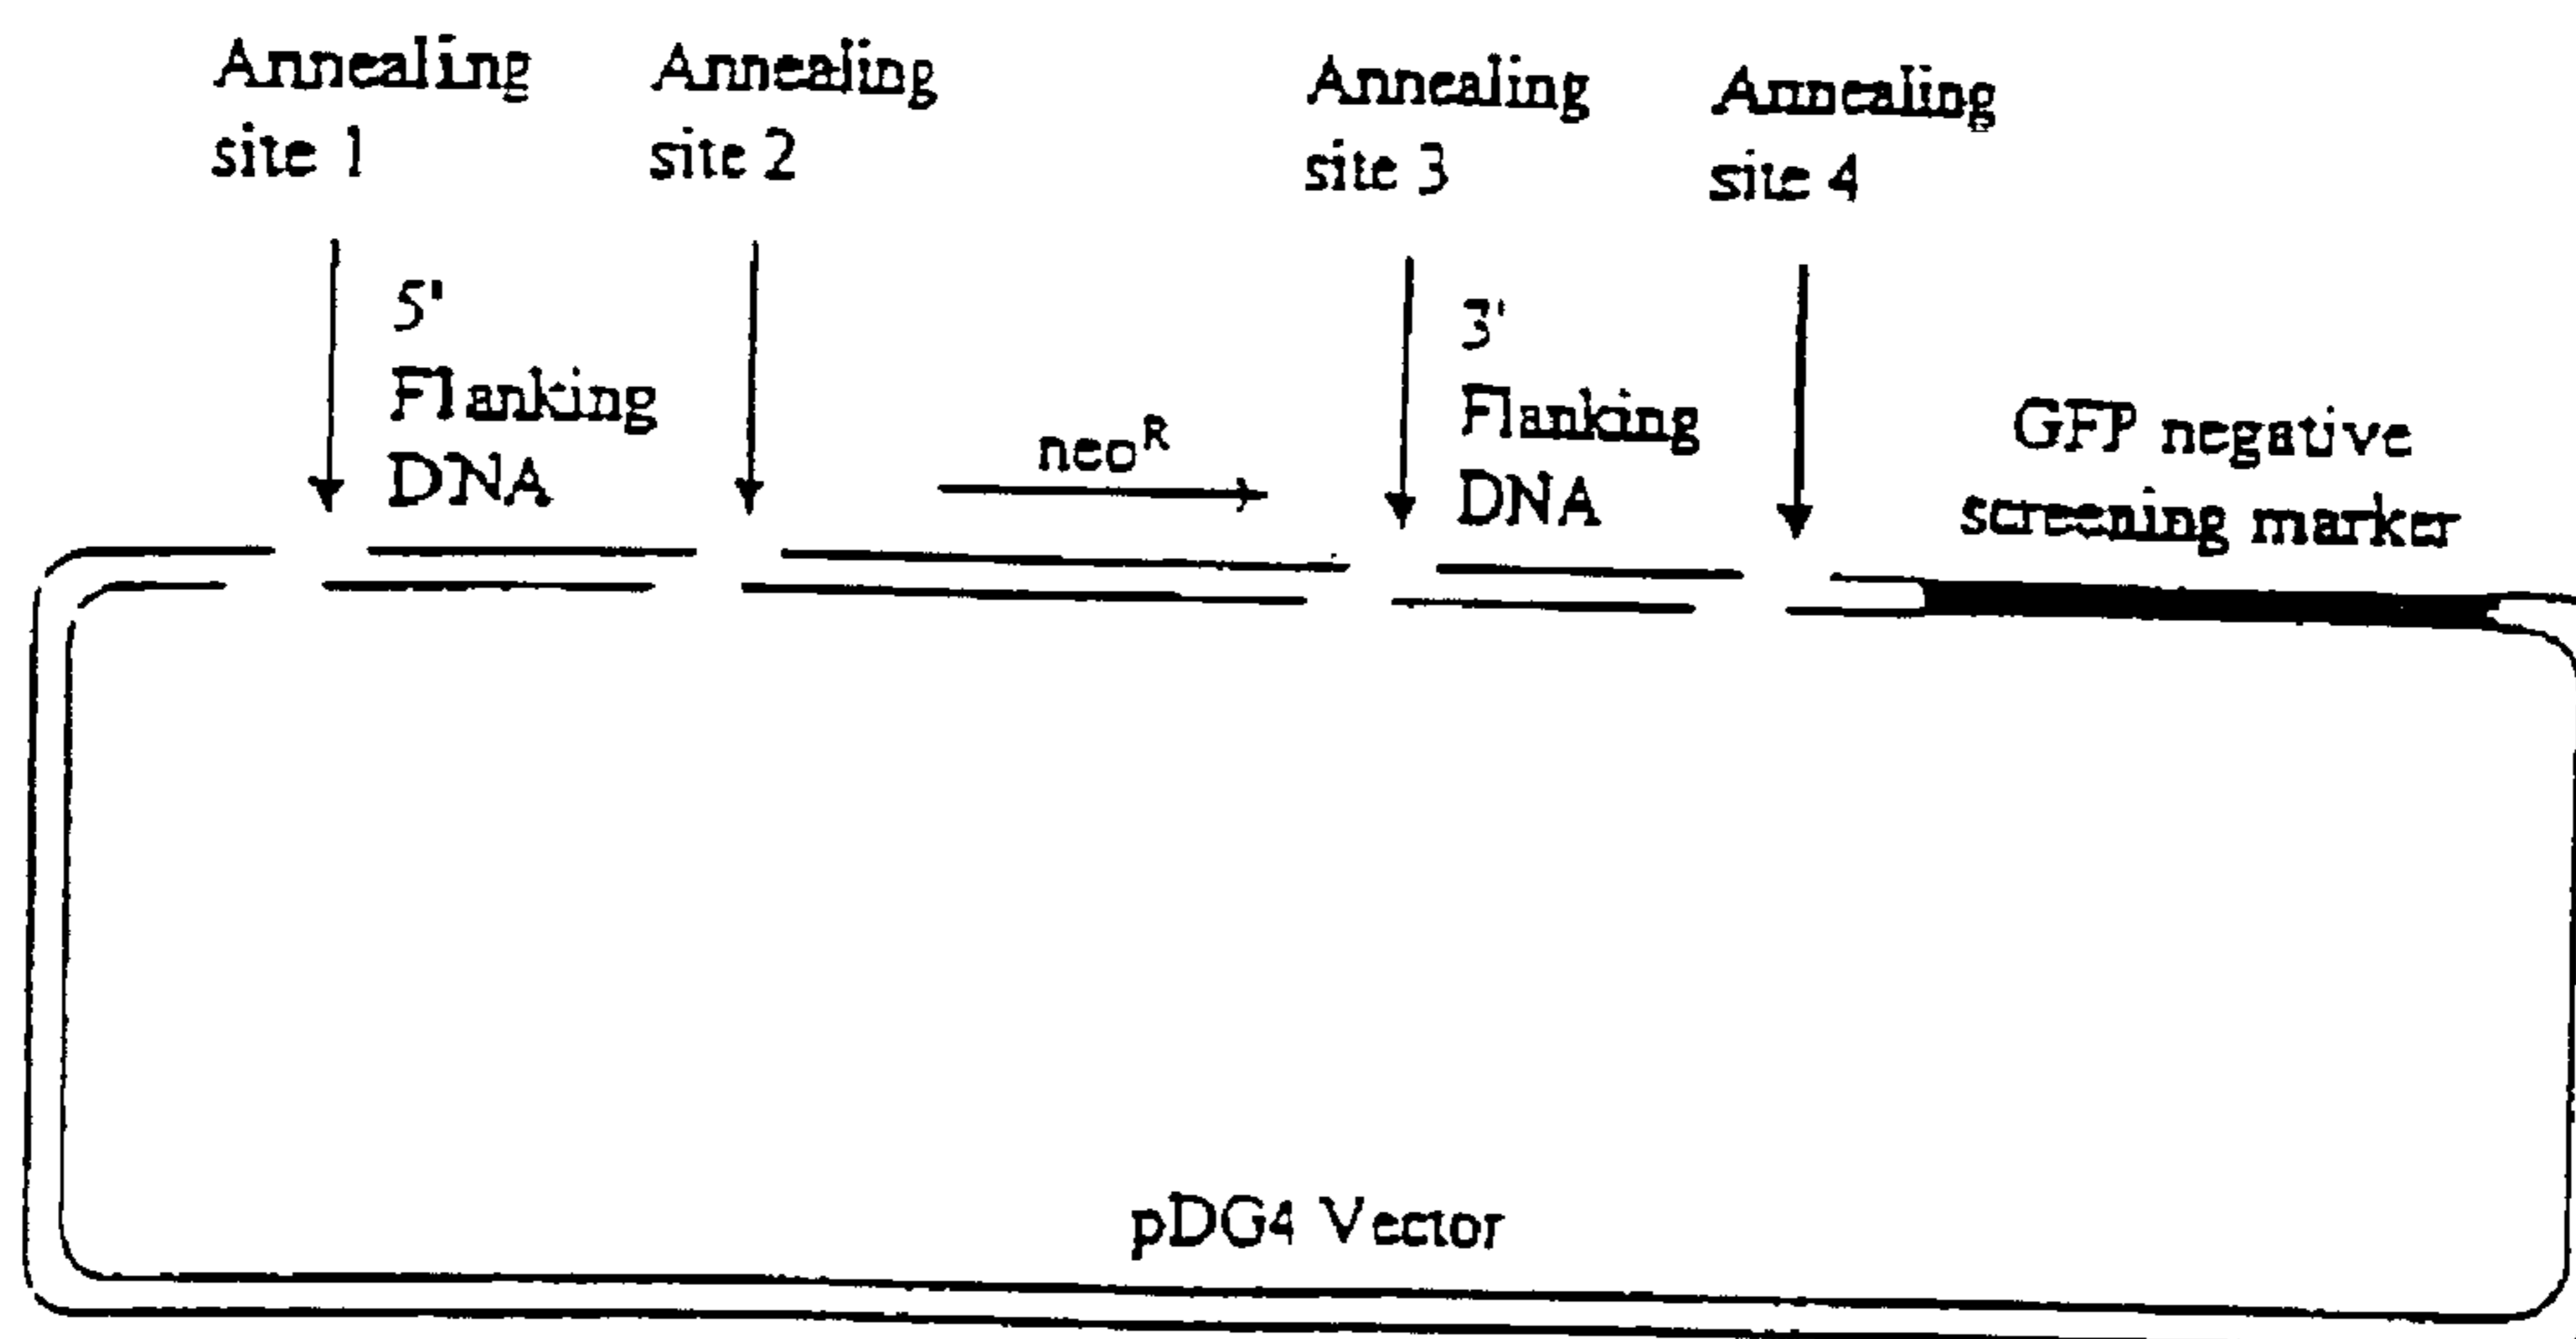 Annealing
site 1
Annealing
site 2
Annealing
site 3
Annealing
site 4
5'
Flanking
DNA
neoR
3'
Flanking
DNA
GFP negative
screening marker
pDG4 Vector